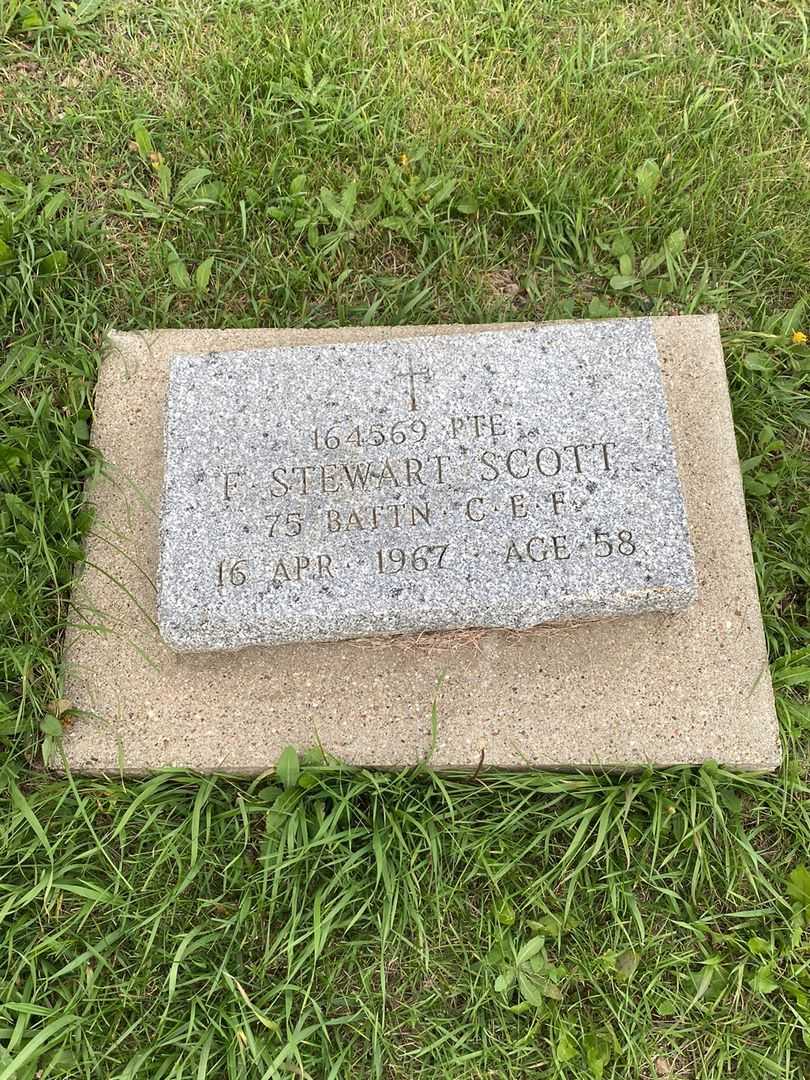 164569 PTE
F · STEWART SCOTT
75 BATTN · C · E · F ·
16 APR · 1967 · AGE · 58